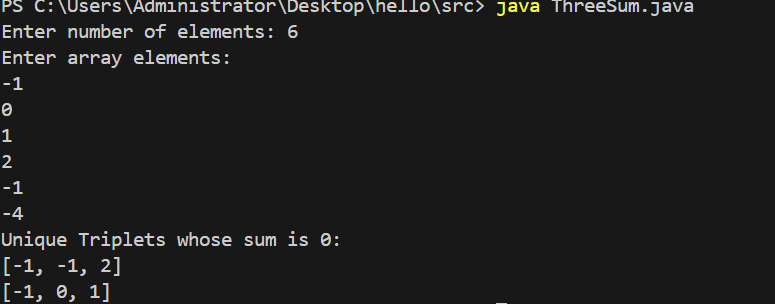 PS C:\Users\Administrator\Desktop\hello\src> java ThreeSum.java
Enter number of elements: 6
Enter array elements:
-1
0
1
2
-1
-4
Unique Triplets whose sum is 0:
[-1, -1, 2]
[-1, 0, 1]